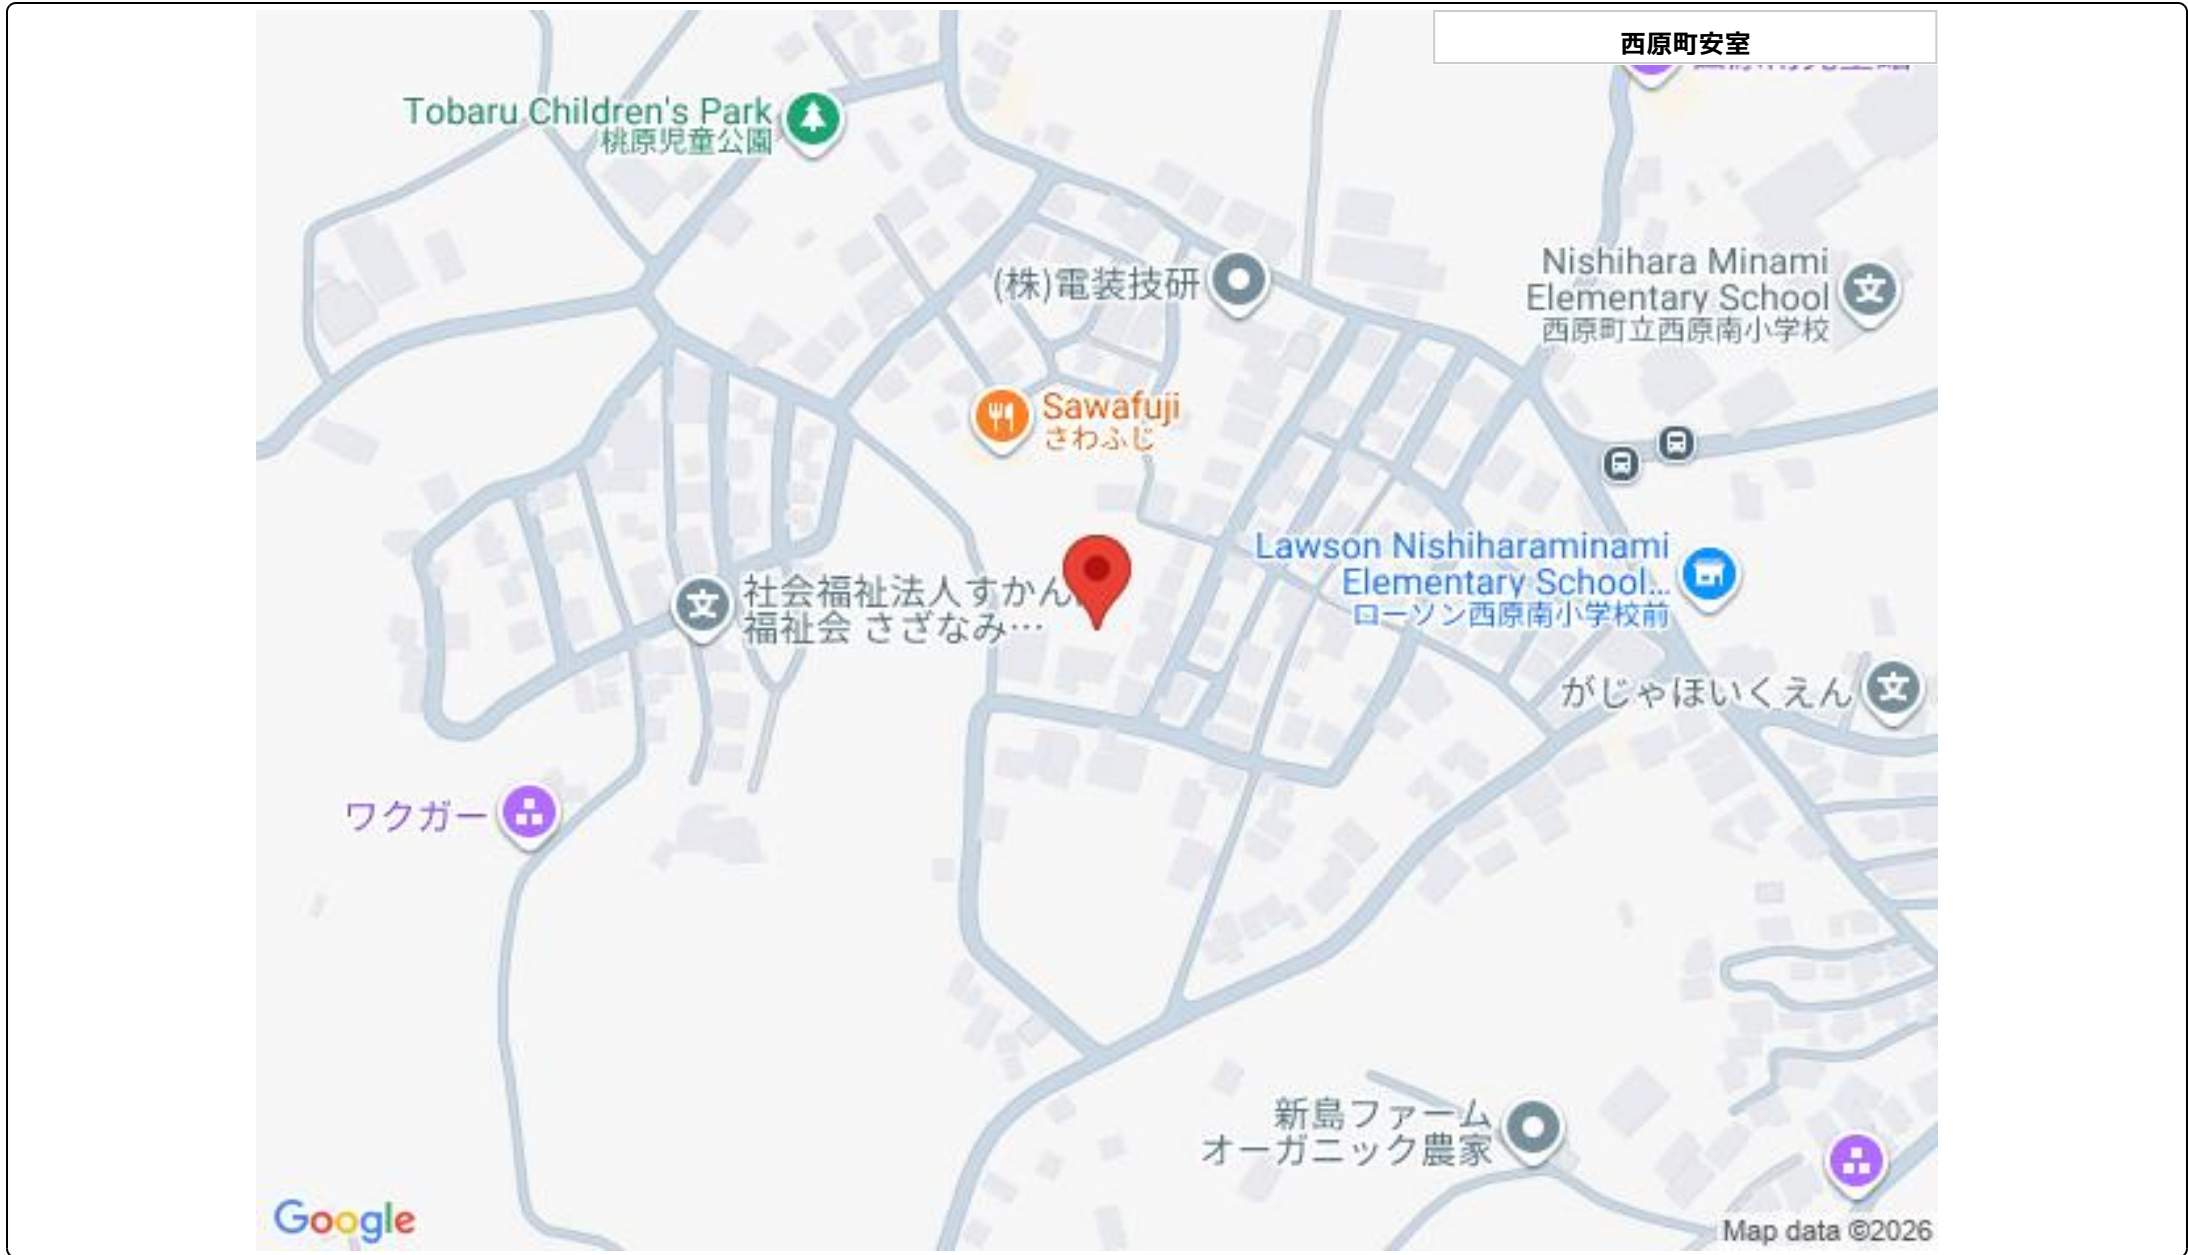 西原町安室
Tobaru Children's Park
桃原児童公園
(株)電装技研
Nishihara Minami
Elementary School
西原町立西原南小学校
Sawafuji
さわふじ
Lawson Nishiharaminami
Elementary School...
ローソン西原南小学校前
社会福祉法人すかん
福祉会 さざなみ…
がじゃほいくえん
ワクガー
新島ファーム
オーガニック農家
Google
Map data ©2026